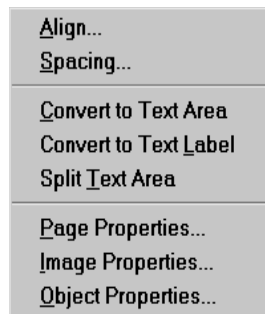 Align...
Spacing...
Convert to Text Area
Convert to Text Label
Split Text Area
Page Properties...
Image Properties...
Object Properties...